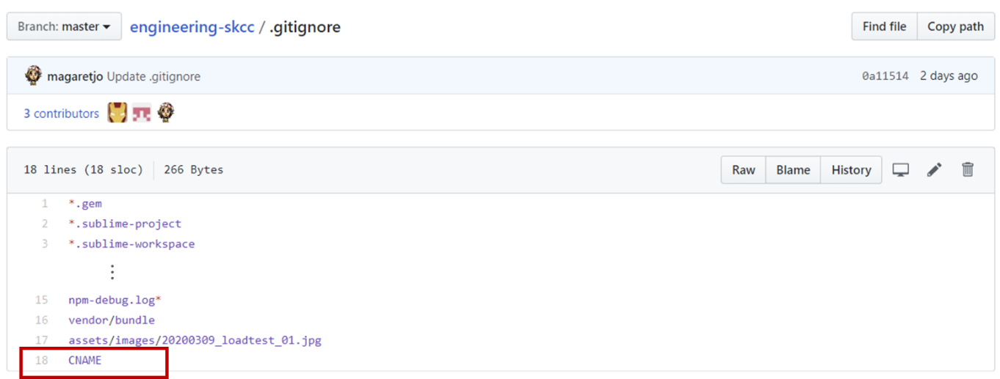 Branch: master engineering-skcc / .gitignore Find file Copy path
magaretjo Update .gitignore 0a11514 2 days ago
3 contributors
18 lines (18 sloc) 266 Bytes Raw Blame History
1 *.gem
2 *.sublime-project
3 *.sublime-workspace
⋮
15 npm-debug.log*
16 vendor/bundle
17 assets/images/20200309_loadtest_01.jpg
18 CNAME